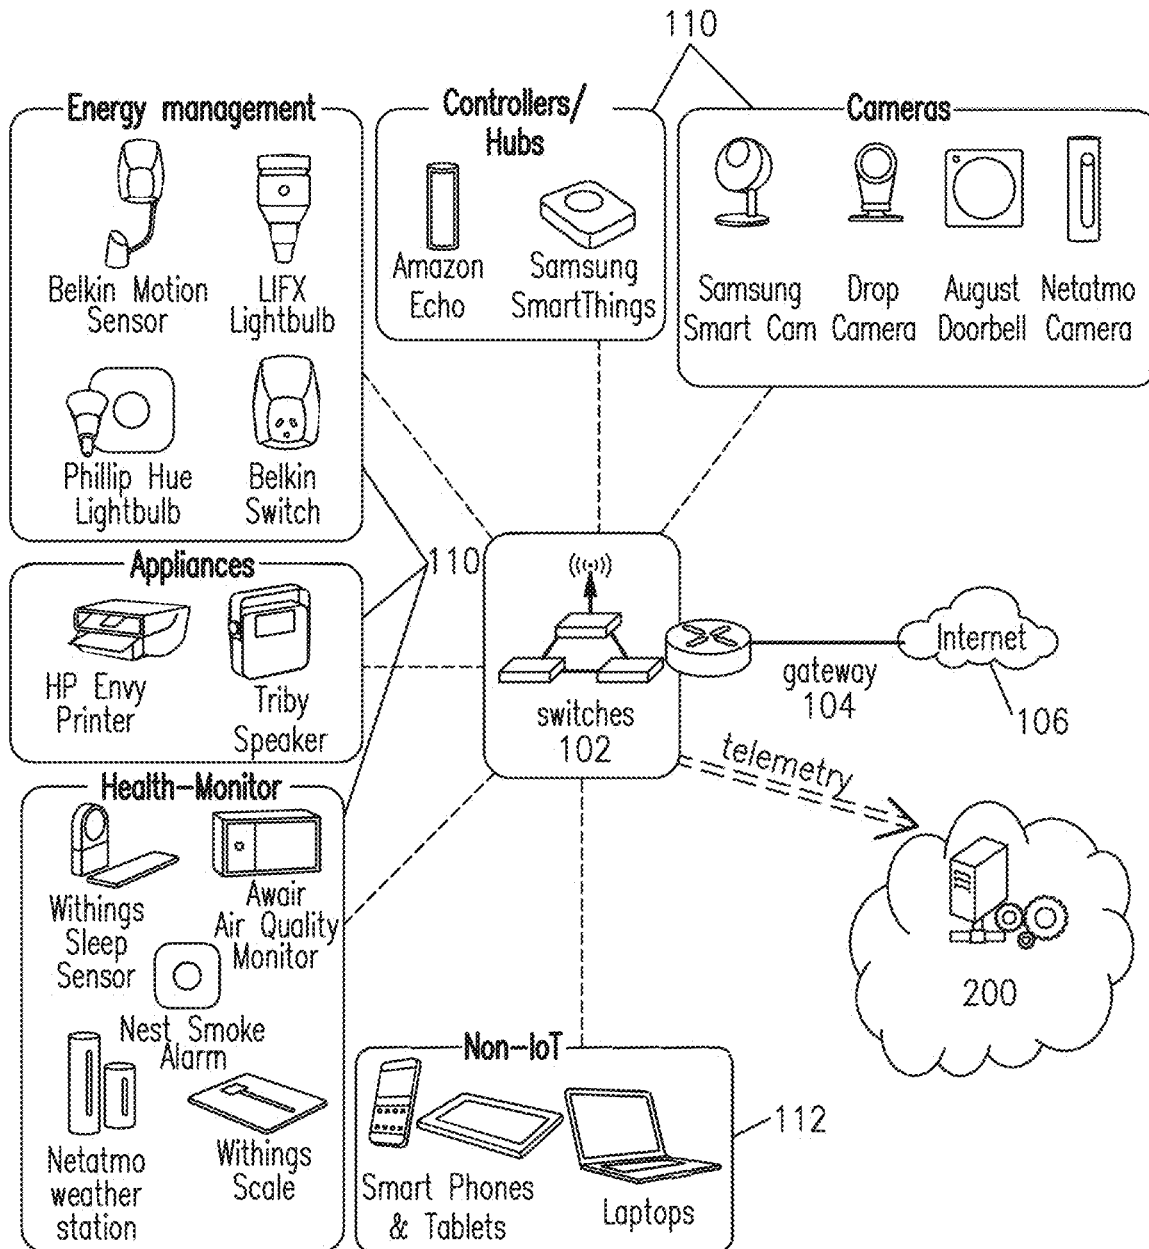 110
Energy management
Belkin Motion
Sensor
LIFX
Lightbulb
Phillip Hue
Lightbulb
Belkin
Switch
Controllers/
Hubs
Amazon
Echo
Samsung
SmartThings
Cameras
Samsung
Smart Cam
Drop
Camera
August
Doorbell
Netatmo
Camera
Appliances
HP Envy
Printer
Triby
Speaker
110
switches
102
gateway
104
Internet
106
telemetry
200
Health-Monitor
Withings
Sleep
Sensor
Awair
Air Quality
Monitor
Nest Smoke
Alarm
Netatmo
weather
station
Withings
Scale
Non-IoT
Smart Phones
& Tablets
Laptops
112